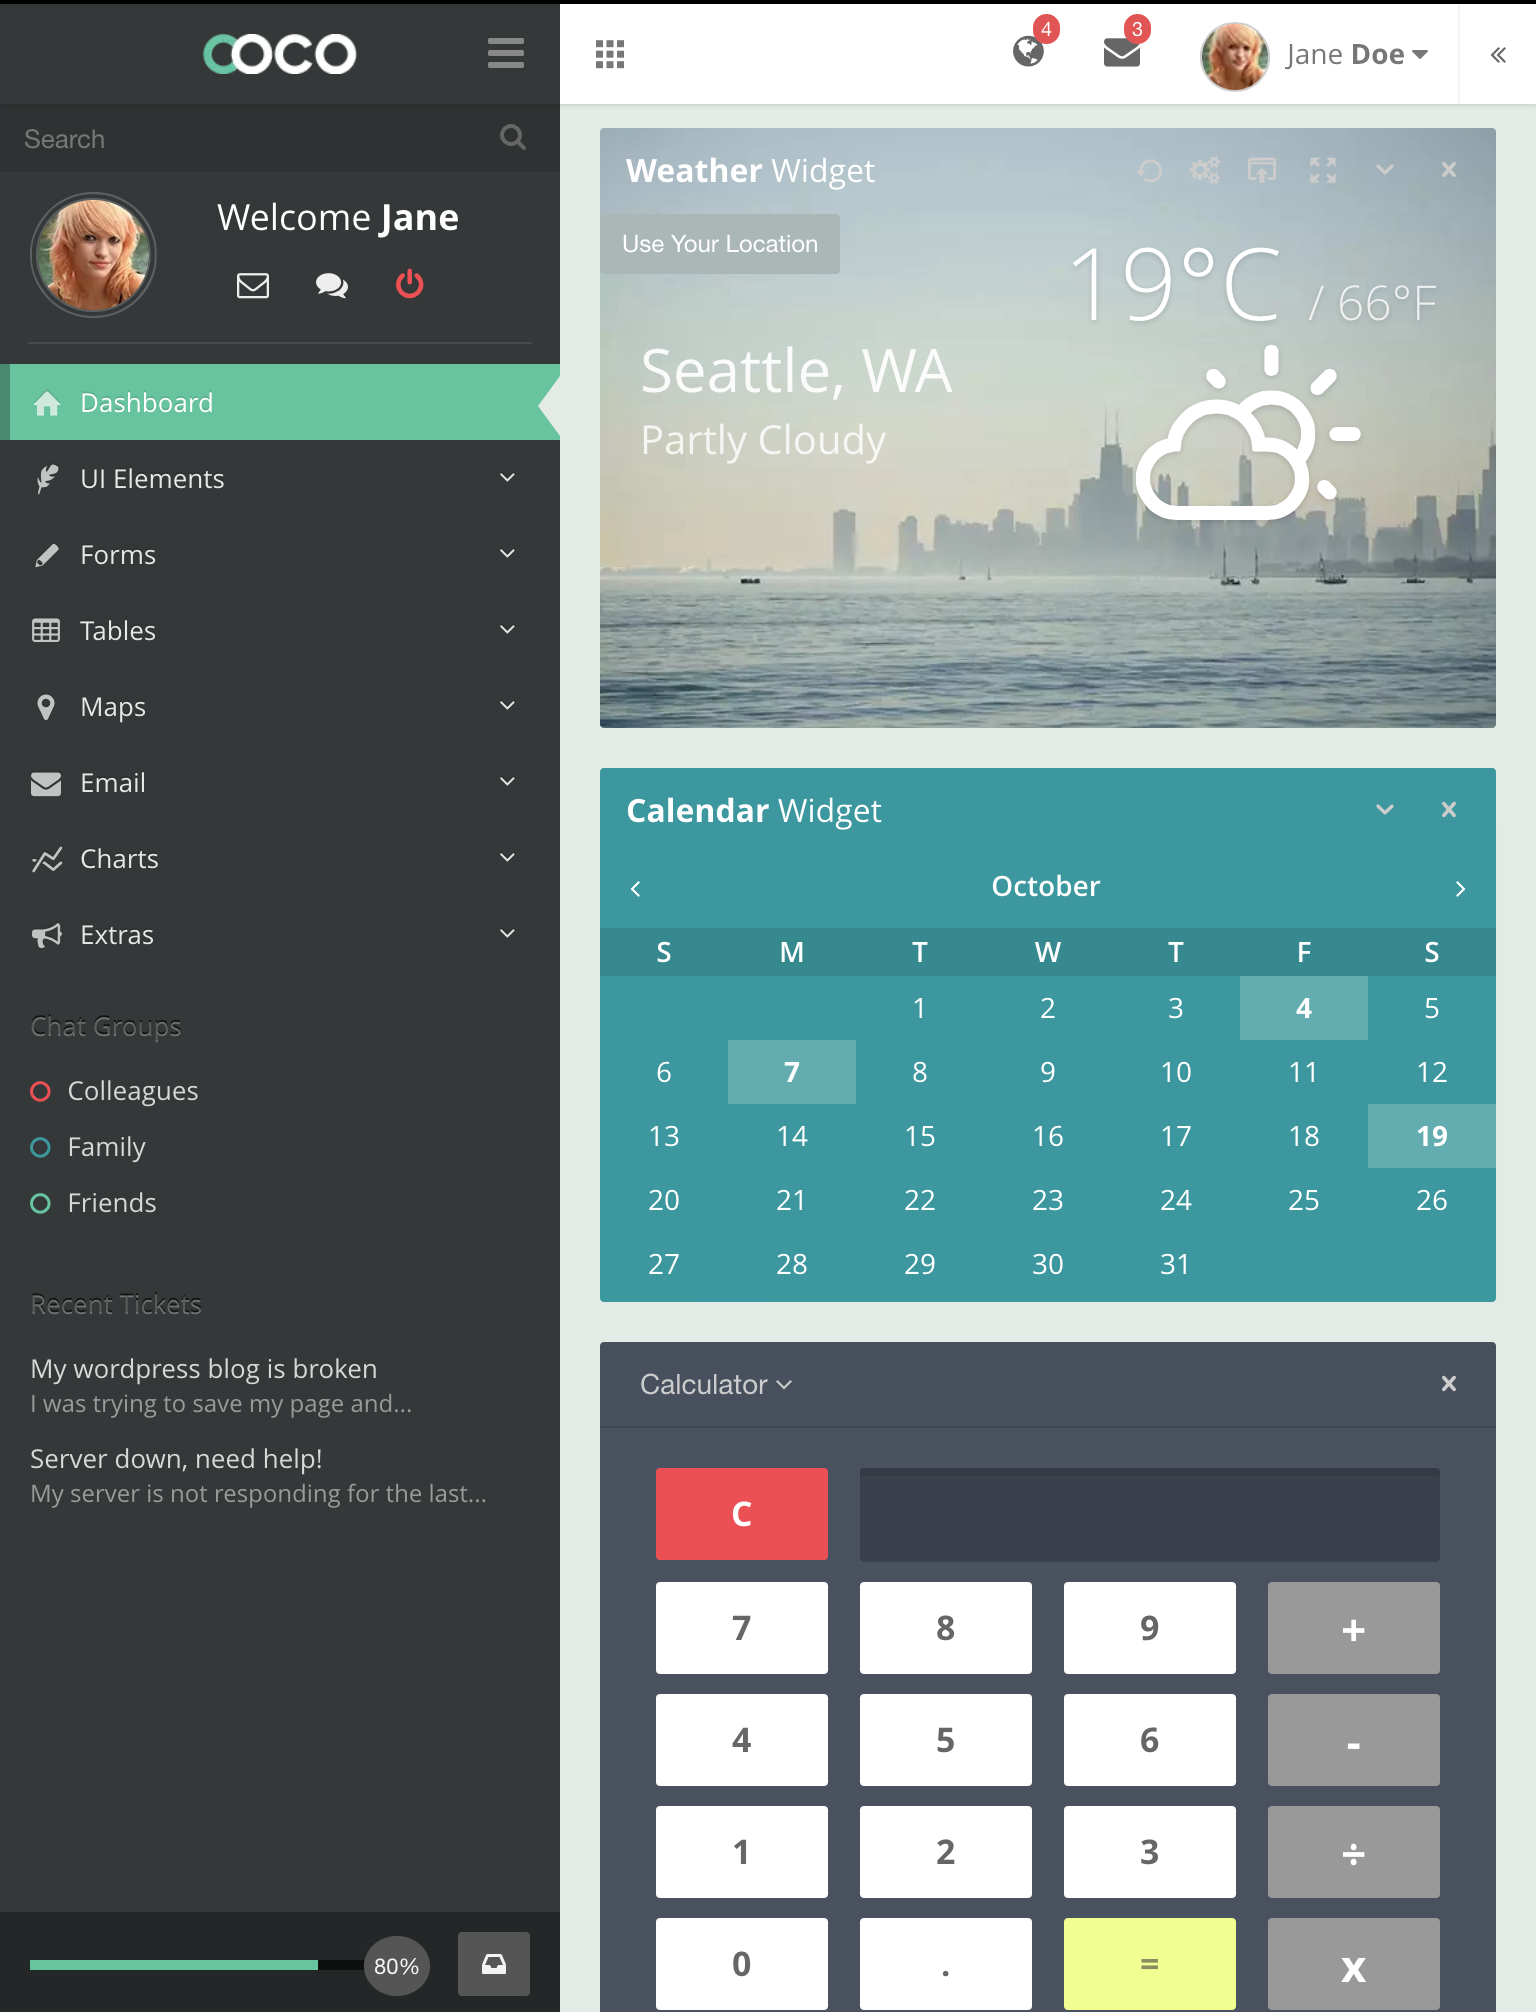 COCO
4
3
Jane Doe
Search
Welcome Jane
Dashboard
UI Elements
Forms
Tables
Maps
Email
Charts
Extras
Chat Groups
Colleagues
Family
Friends
Recent Tickets
My wordpress blog is broken
I was trying to save my page and...
Server down, need help!
My server is not responding for the last...
80%
Weather Widget
Use Your Location
19°C / 66°F
Seattle, WA
Partly Cloudy
Calendar Widget
October
S M T W T F S
1 2 3 4 5
6 7 8 9 10 11 12
13 14 15 16 17 18 19
20 21 22 23 24 25 26
27 28 29 30 31
Calculator
C
7 8 9 +
4 5 6 -
1 2 3 ÷
0 . = x